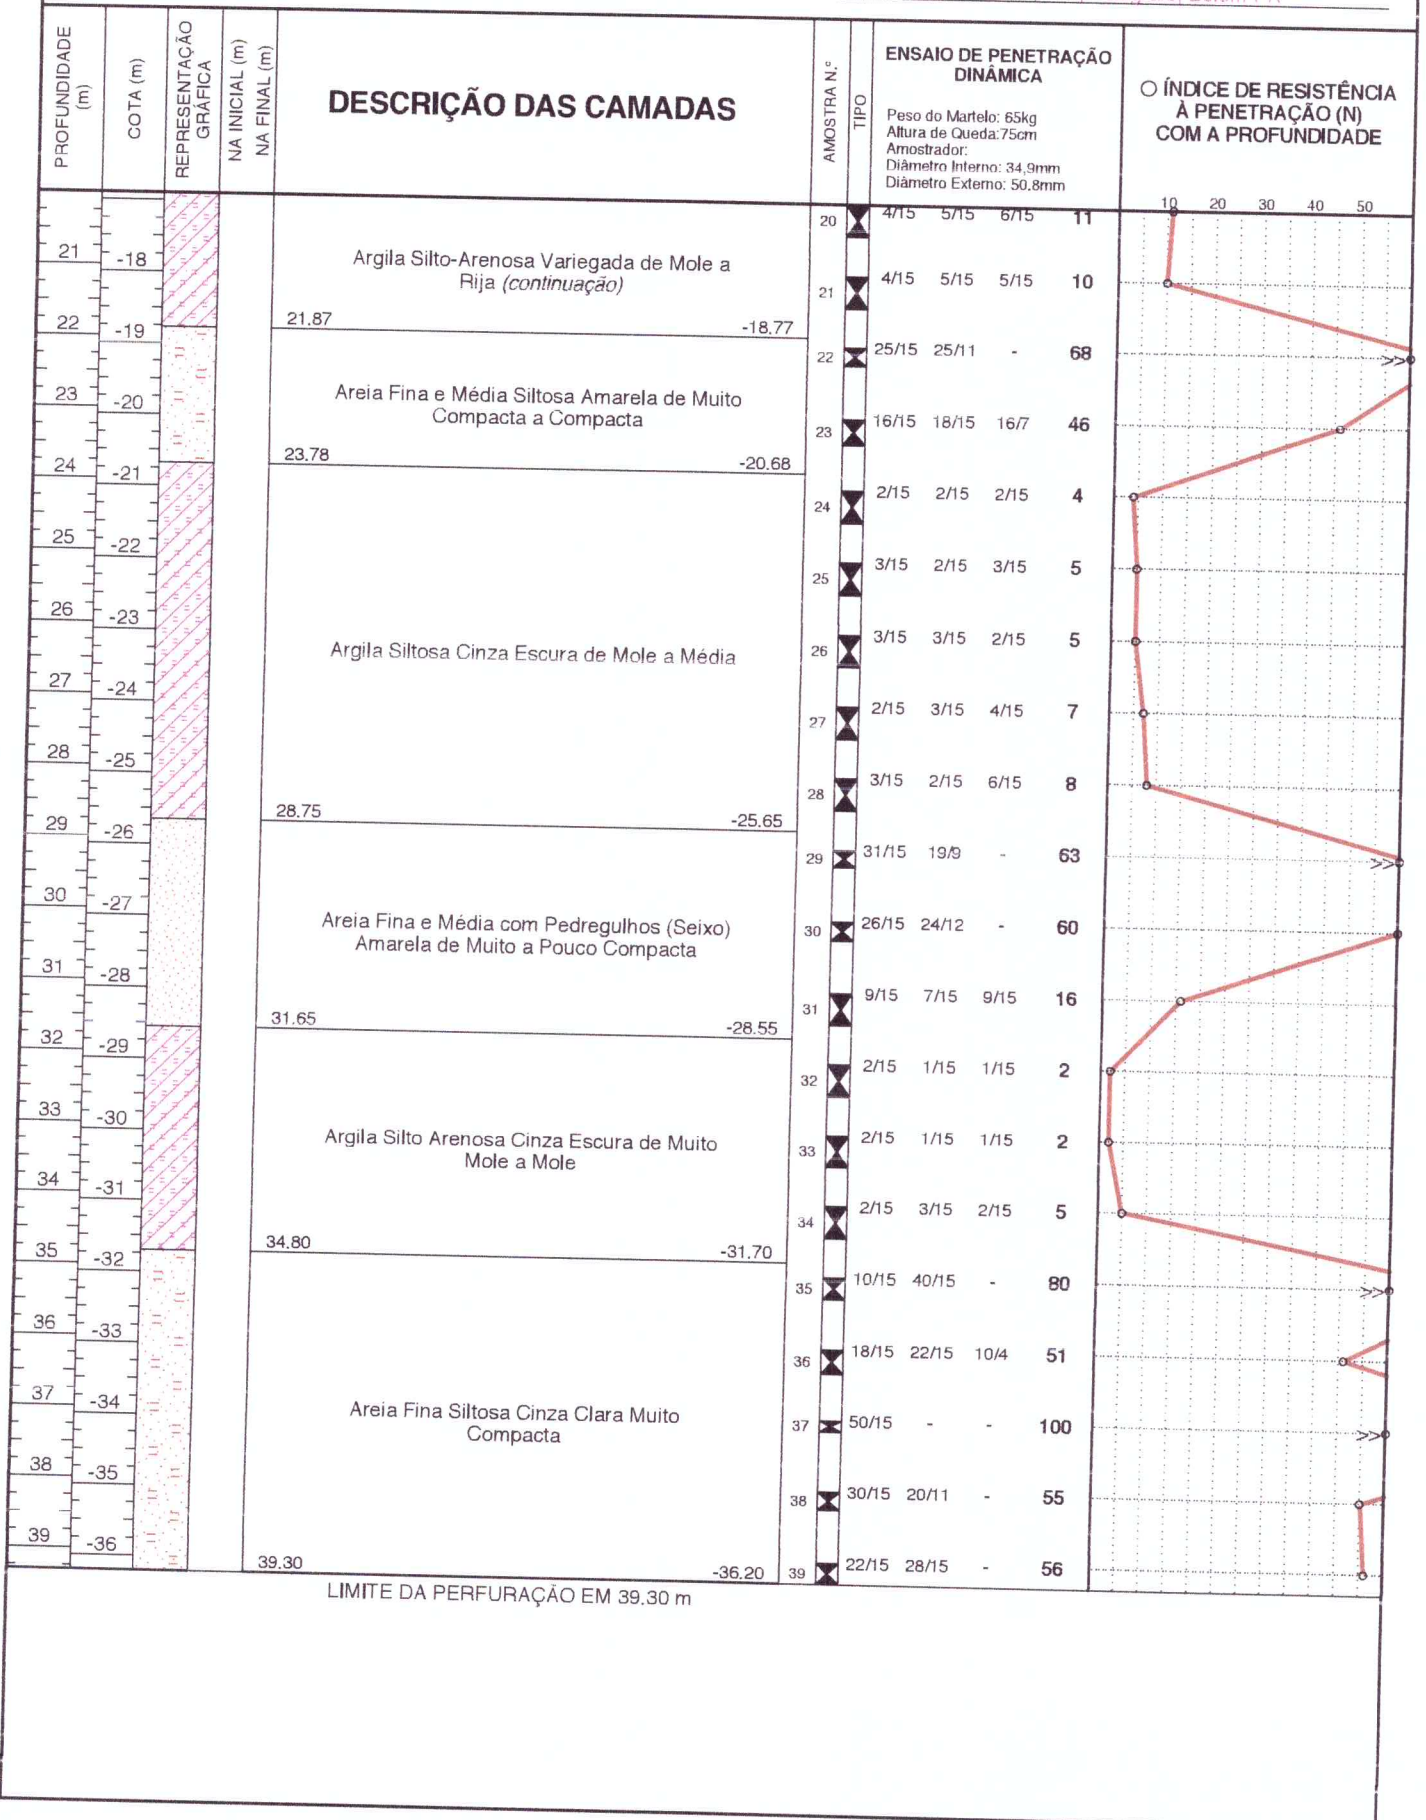 PROFUNDIDADE (m)
COTA (m)
REPRESENTAÇÃO GRÁFICA
NA INICIAL (m)
NA FINAL (m)
DESCRIÇÃO DAS CAMADAS
AMOSTRA N.º
TIPO
ENSAIO DE PENETRAÇÃO
DINÂMICA
Peso do Martelo: 65kg
Altura de Queda:75cm
Amostrador:
Diâmetro Interno: 34,9mm
Diâmetro Externo: 50.8mm
O ÍNDICE DE RESISTÊNCIA
À PENETRAÇÃO (N)
COM A PROFUNDIDADE
10 20 30 40 50
20 4/15 5/15 6/15 11
21 -18
Argila Silto-Arenosa Variegada de Mole a
Rija (continuação)
21 4/15 5/15 5/15 10
21.87 -18.77
22 -19
22 25/15 25/11 - 68 >>
23 -20
Areia Fina e Média Siltosa Amarela de Muito
Compacta a Compacta
23 16/15 18/15 16/7 46
23.78 -20.68
24 -21
24 2/15 2/15 2/15 4
25 -22
25 3/15 2/15 3/15 5
26 -23
Argila Siltosa Cinza Escura de Mole a Média
26 3/15 3/15 2/15 5
27 -24
27 2/15 3/15 4/15 7
28 -25
28 3/15 2/15 6/15 8
28.75 -25.65
29 -26
29 31/15 19/9 - 63 >>
30 -27
Areia Fina e Média com Pedregulhos (Seixo)
Amarela de Muito a Pouco Compacta
30 26/15 24/12 - 60
31 -28
31 9/15 7/15 9/15 16
31.65 -28.55
32 -29
32 2/15 1/15 1/15 2
33 -30
Argila Silto Arenosa Cinza Escura de Muito
Mole a Mole
33 2/15 1/15 1/15 2
34 -31
34 2/15 3/15 2/15 5
34.80 -31.70
35 -32
35 10/15 40/15 - 80 >>
36 -33
36 18/15 22/15 10/4 51
37 -34
Areia Fina Siltosa Cinza Clara Muito
Compacta
37 50/15 - - 100 >>
38 -35
38 30/15 20/11 - 55
39 -36
39.30 -36.20
39 22/15 28/15 - 56
LIMITE DA PERFURAÇÃO EM 39.30 m